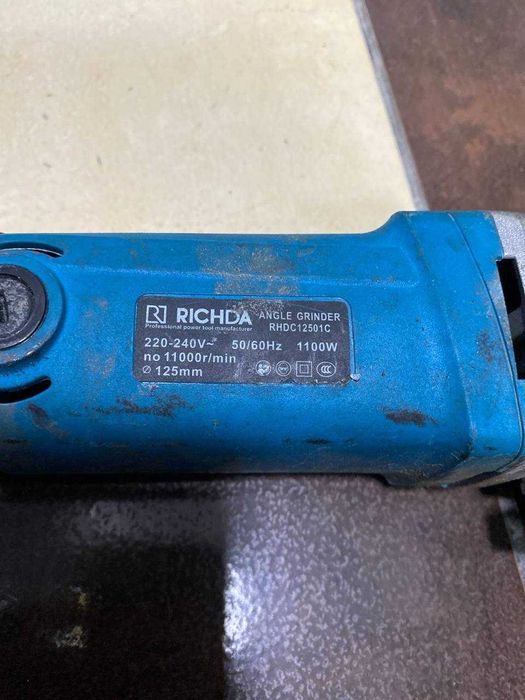 RICHDA ANGLE GRINDER
Professional power tool manufacturer RHDC12501C
220-240V~ 50/60Hz 1100W
no 11000r/min
Ø 125mm